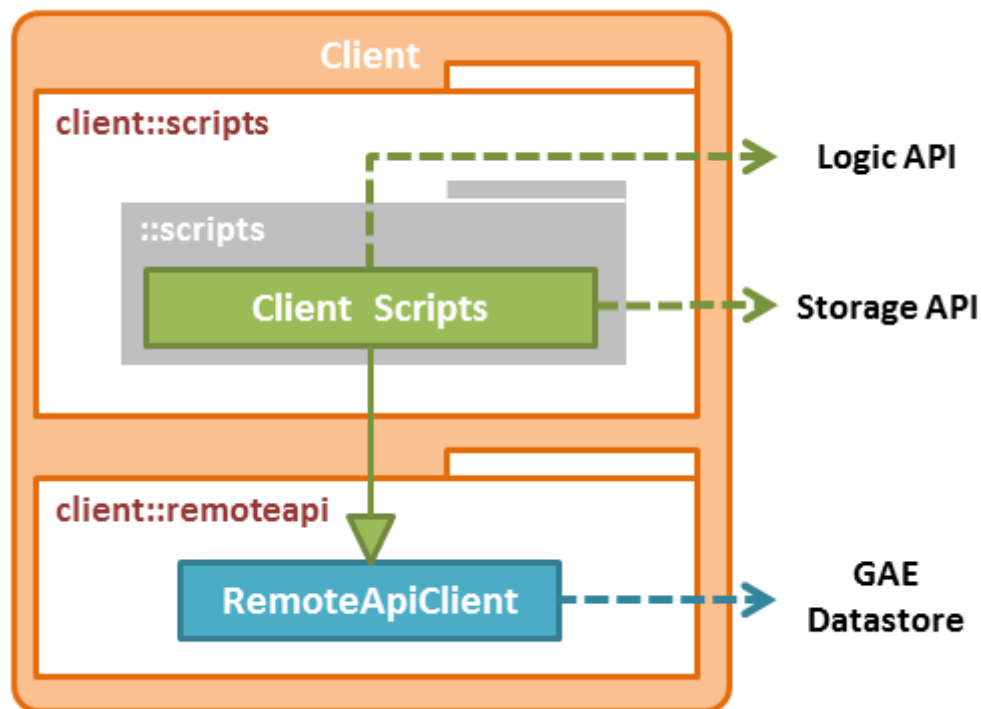 Client
client::scripts
Logic API
::scripts
Client Scripts
Storage API
client::remoteapi
RemoteApiClient
GAE
Datastore